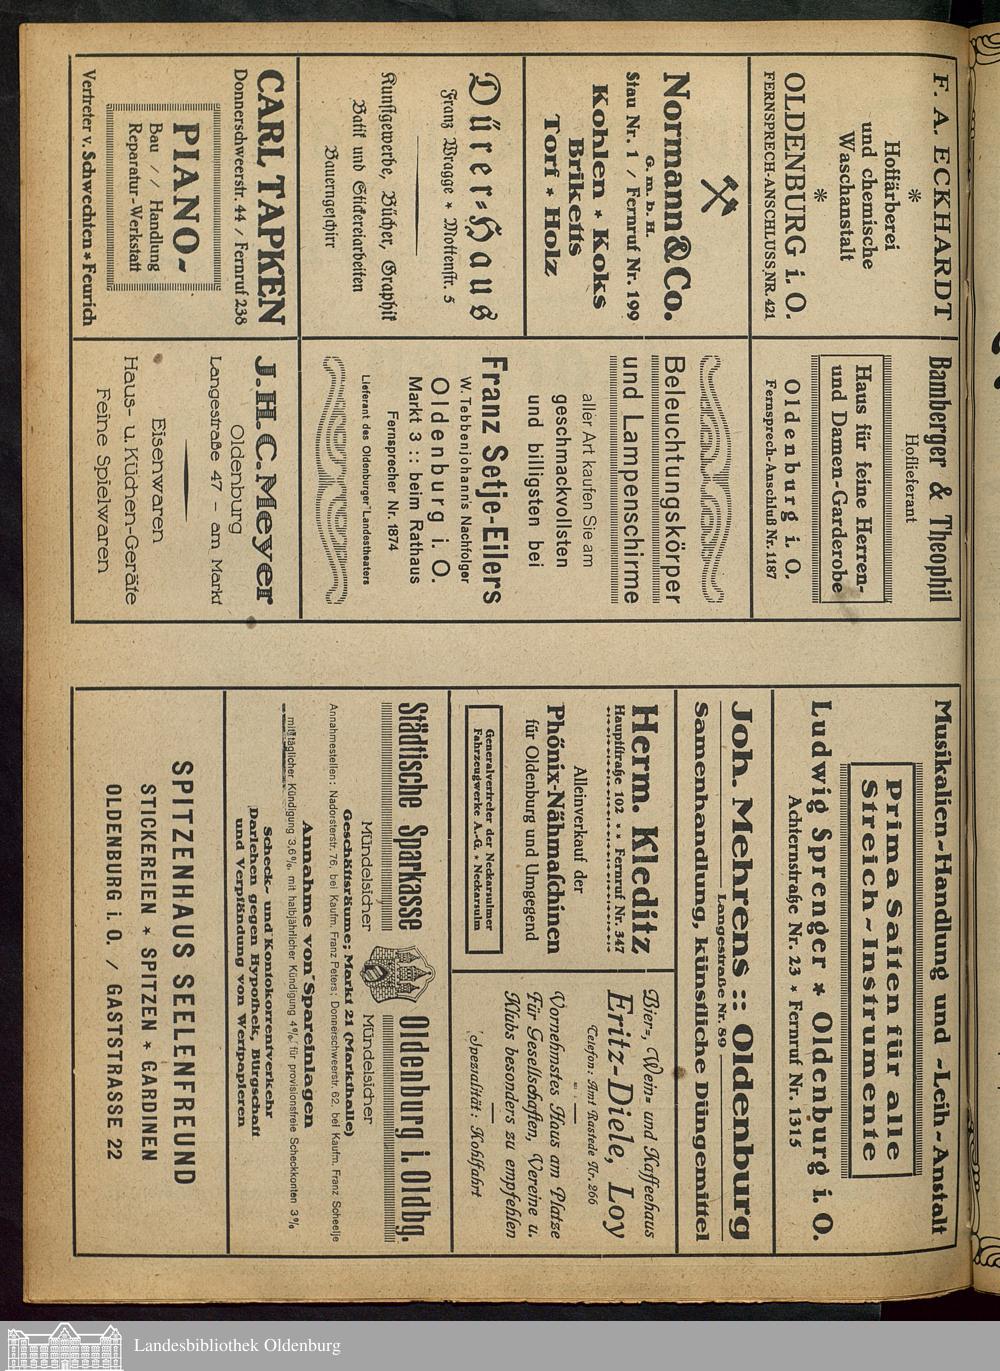 F. A. ECKHARDT
Hoffärberei
und chemische
Waschanstalt
OLDENBURG i. O.
FERNSPRECH-ANSCHLUSS NR. 421
Normann & Co.
G. m. b. H.
Stau Nr. 1 / Fernruf Nr. 199
Kohlen * Koks
Briketts
Torf * Holz
Dürer=Haus
Franz Wragge * Mottenstr. 5
Kunstgewerbe, Bücher, Graphik
Batik und Stickereiarbeiten
Bauerngeschirr
CARL TAPKEN
Donnerschweerstr. 44 / Fernruf 238
PIANO-
Bau // Handlung
Reparatur-Werkstatt
Vertreter v. Schwechten * Feurich
Bamberger & Theophil
Hoflieferant
Haus für feine Herren-
und Damen-Garderobe
Oldenburg i. O.
Fernsprech-Anschluß Nr. 1187
Beleuchtungskörper
und Lampenschirme
aller Art kaufen Sie am
geschmackvollsten
und billigsten bei
Franz Setje-Eilers
W. Tebbenjohann's Nachfolger
Oldenburg i. O.
Markt 3 :: beim Rathaus
Fernsprecher Nr. 1874
Lieferant des Oldenburger Landestheaters
J. H. C. Meyer
Oldenburg
Langestraße 47 - am Markt
Eisenwaren
Haus- u. Küchen-Geräte
Feine Spielwaren
Musikalien-Handlung und -Leih-Anstalt
Prima Saiten für alle
Streich-Instrumente
Ludwig Sprenger * Oldenburg i. O.
Achternstraße Nr. 23 * Fernruf Nr. 1315
Joh. Mehrens :: Oldenburg
Langestraße Nr. 89
Samenhandlung, künstliche Düngemittel
Herm. Kleditz
Hauptstraße 102 ** Fernruf Nr. 347
Alleinverkauf der
Phönix-Nähmaschinen
für Oldenburg und Umgegend
Generalvertreter der Neckarsulmer
Fahrzeugwerke A.-G. * Neckarsulm
Bier=, Wein= und Kaffeehaus
Eritz-Diele, Loy
Telefon: Amt Rastede Nr. 266
Vornehmstes Haus am Platze
Für Gesellschaften, Vereine u.
Klubs besonders zu empfehlen
Spezialität: Kohlfahrt
Städtische Sparkasse Oldenburg i. Oldbg.
Mündelsicher Mündelsicher
Geschäftsräume: Markt 21 (Markthalle)
Annahmestellen: Nadorsterstr. 76, bei Kaufm. Franz Peters; Donnerschweerstr. 62, bei Kaufm. Franz Scheelje
Annahme von Spareinlagen
mit täglicher Kündigung 3,6%, mit halbjährlicher Kündigung 4%, für provisionsfreie Scheckkonten 3%
Scheck- und Kontokorrentverkehr
Darlehen gegen Hypothek, Bürgschaft
und Verpfändung von Wertpapieren
SPITZENHAUS SEELENFREUND
STICKEREIEN * SPITZEN * GARDINEN
OLDENBURG i. O. / GASTSTRASSE 22
Landesbibliothek Oldenburg